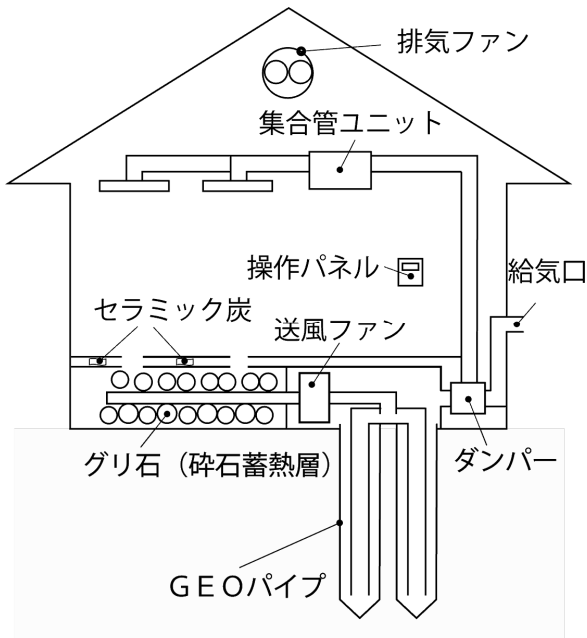 排気ファン
集合管ユニット
操作パネル
給気口
セラミック炭
送風ファン
グリ石（砕石蓄熱層）
ダンパー
ＧＥＯパイプ